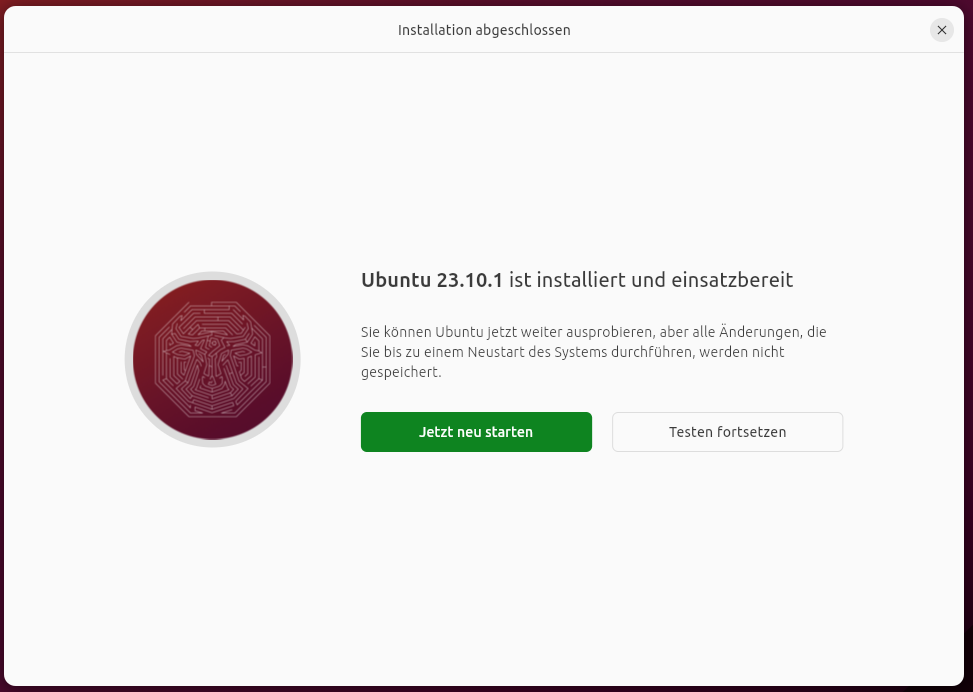 Installation abgeschlossen
Ubuntu 23.10.1 ist installiert und einsatzbereit
Sie können Ubuntu jetzt weiter ausprobieren, aber alle Änderungen, die
Sie bis zu einem Neustart des Systems durchführen, werden nicht
gespeichert.
Jetzt neu starten
Testen fortsetzen